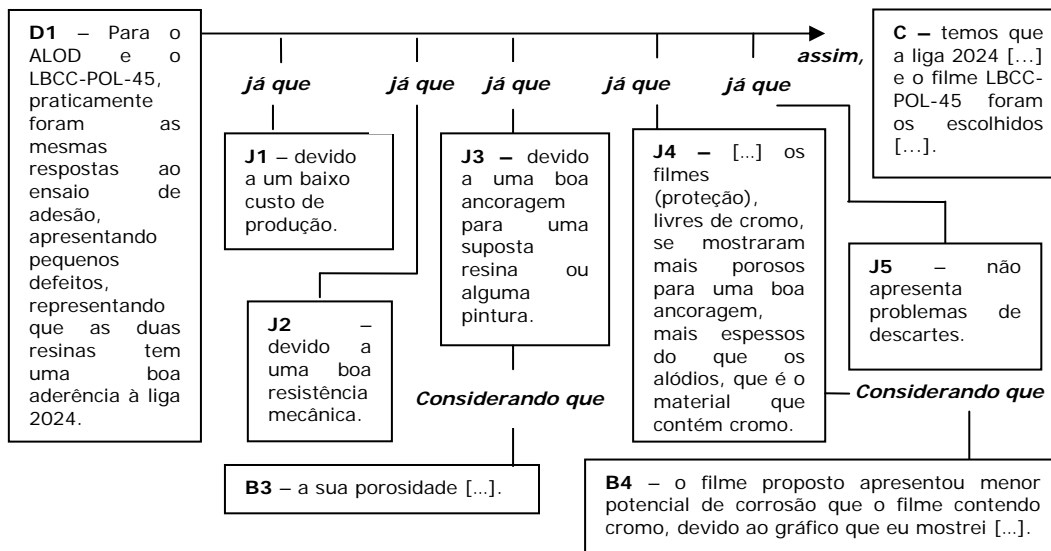 D1 – Para o
ALOD e o
LBCC-POL-45,
praticamente
foram as
mesmas
respostas ao
ensaio de
adesão,
apresentando
pequenos
defeitos,
representando
que as duas
resinas tem
uma boa
aderência à liga
2024.
assim,
C – temos que
a liga 2024 [...]
e o filme LBCC-
POL-45 foram
os escolhidos
[...].
já que
já que
já que
já que
já que
J1 – devido
a um baixo
custo de
produção.
J2 –
devido a
uma boa
resistência
mecânica.
J3 – devido
a uma boa
ancoragem
para uma
suposta
resina ou
alguma
pintura.
J4 – [...] os
filmes
(proteção),
livres de cromo,
se mostraram
mais porosos
para uma boa
ancoragem,
mais espessos
do que os
alódios, que é o
material que
contém cromo.
J5 – não
apresenta
problemas de
descartes.
Considerando que
Considerando que
B3 – a sua porosidade [...].
B4 – o filme proposto apresentou menor
potencial de corrosão que o filme contendo
cromo, devido ao gráfico que eu mostrei [...].